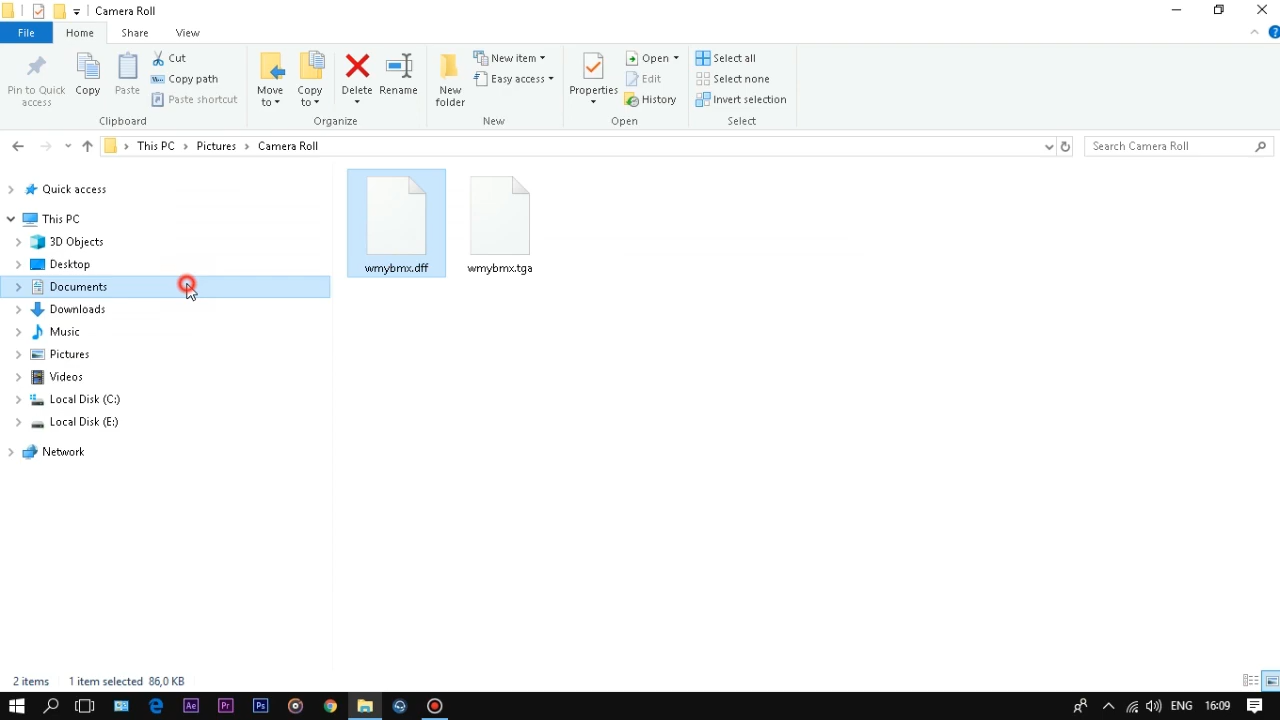 Camera Roll
File Home Share View
Pin to Quick access
Copy
Paste
Cut
Copy path
Paste shortcut
Clipboard
Move to
Copy to
Delete
Rename
Organize
New folder
New item
Easy access
New
Properties
Open
Edit
History
Open
Select all
Select none
Invert selection
Select
This PC Pictures Camera Roll
Search Camera Roll
Quick access
This PC
3D Objects
Desktop
Documents
Downloads
Music
Pictures
Videos
Local Disk (C:)
Local Disk (E:)
Network
wmybmx.dff
wmybmx.tga
2 items 1 item selected 86,0 KB
Ae Pr Ps ENG 16:09